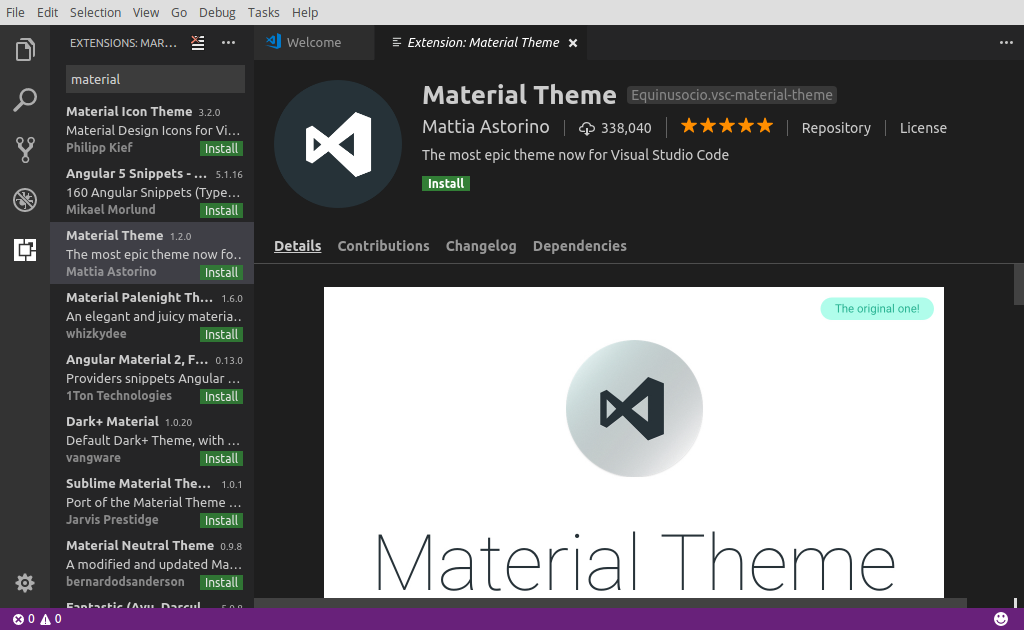 File Edit Selection View Go Debug Tasks Help
EXTENSIONS: MAR...
material
Material Icon Theme 3.2.0
Material Design Icons for Vi...
Philipp Kief Install
Angular 5 Snippets - ... 5.1.16
160 Angular Snippets (Type...
Mikael Morlund Install
Material Theme 1.2.0
The most epic theme now fo..
Mattia Astorino Install
Material Palenight Th... 1.6.0
An elegant and juicy materia..
whizkydee Install
Angular Material 2, F... 0.13.0
Providers snippets Angular ...
1Ton Technologies Install
Dark+ Material 1.0.20
Default Dark+ Theme, with ...
vangware Install
Sublime Material The... 1.0.1
Port of the Material Theme ...
Jarvis Prestidge Install
Material Neutral Theme 0.9.8
A modified and updated Ma...
bernardodsanderson Install
Fantastic (Ayu, Darcul...
Welcome Extension: Material Theme
Material Theme Equinusocio.vsc-material-theme
Mattia Astorino 338,040 Repository License
The most epic theme now for Visual Studio Code
Install
Details Contributions Changelog Dependencies
The original one!
Material Theme
0 0